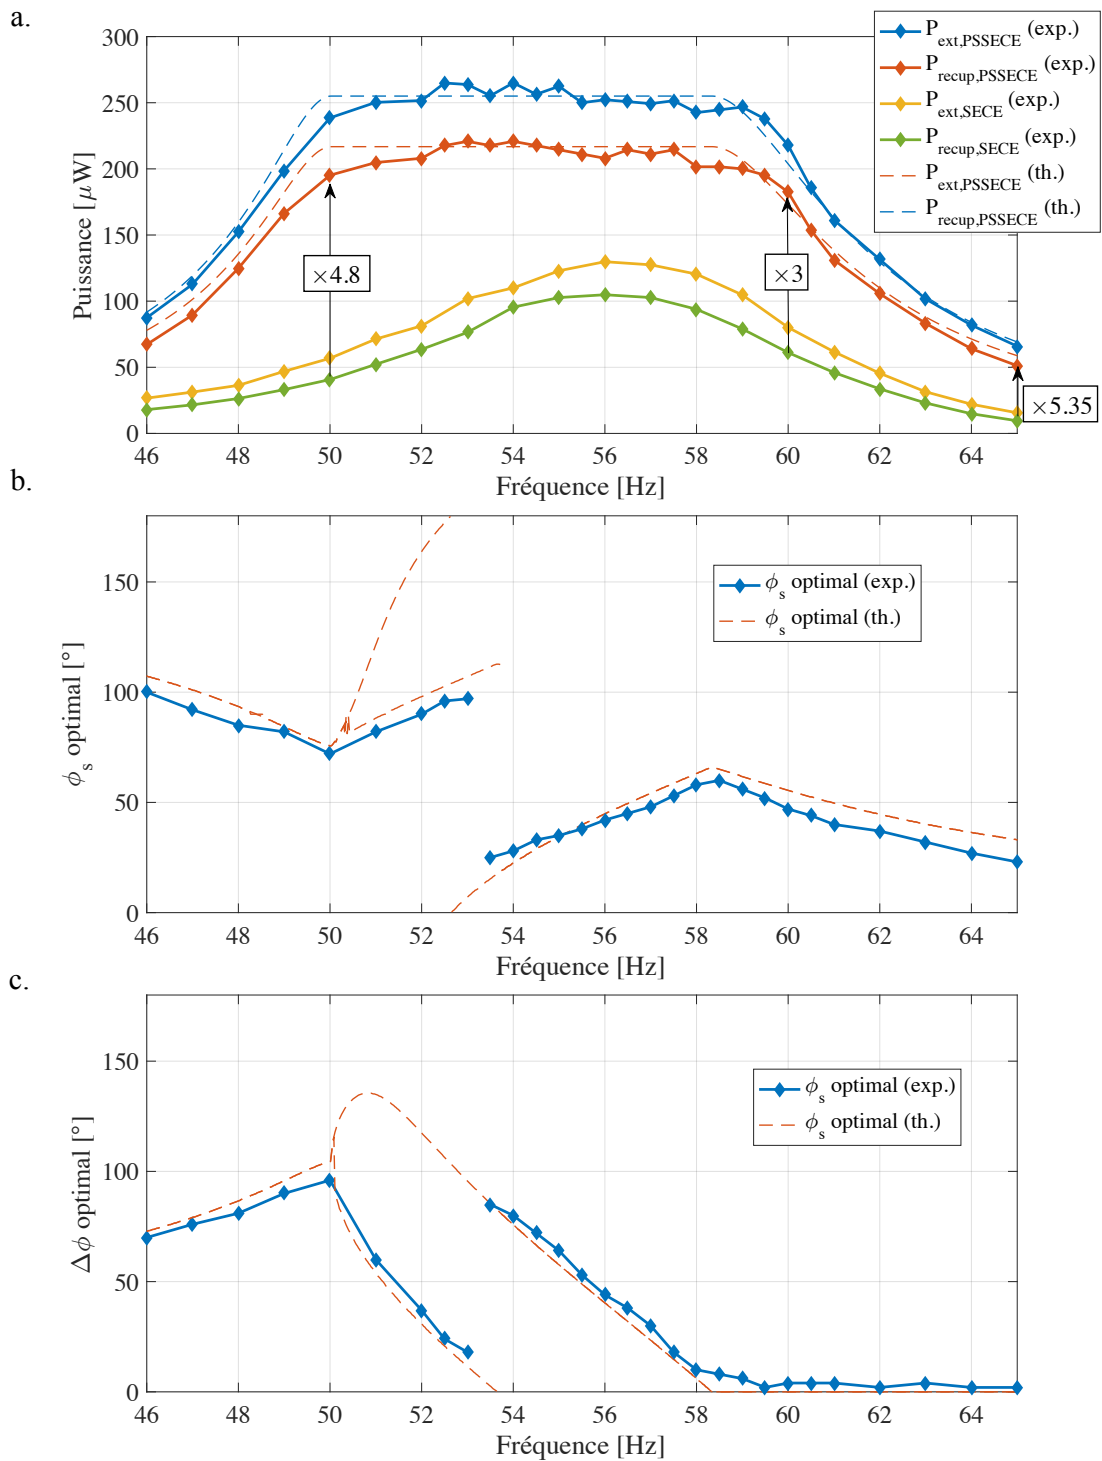 a.
300
250
200
150
100
50
0
Puissance [μW]
46 48 50 52 54 56 58 60 62 64
Fréquence [Hz]
P_ext,PSSECE (exp.)
P_recup,PSSECE (exp.)
P_ext,SECE (exp.)
P_recup,SECE (exp.)
P_ext,PSSECE (th.)
P_recup,PSSECE (th.)
×4.8
×3
×5.35
b.
150
100
50
0
ϕ_s optimal [°]
46 48 50 52 54 56 58 60 62 64
Fréquence [Hz]
ϕ_s optimal (exp.)
ϕ_s optimal (th.)
c.
150
100
50
0
Δϕ optimal [°]
46 48 50 52 54 56 58 60 62 64
Fréquence [Hz]
ϕ_s optimal (exp.)
ϕ_s optimal (th.)